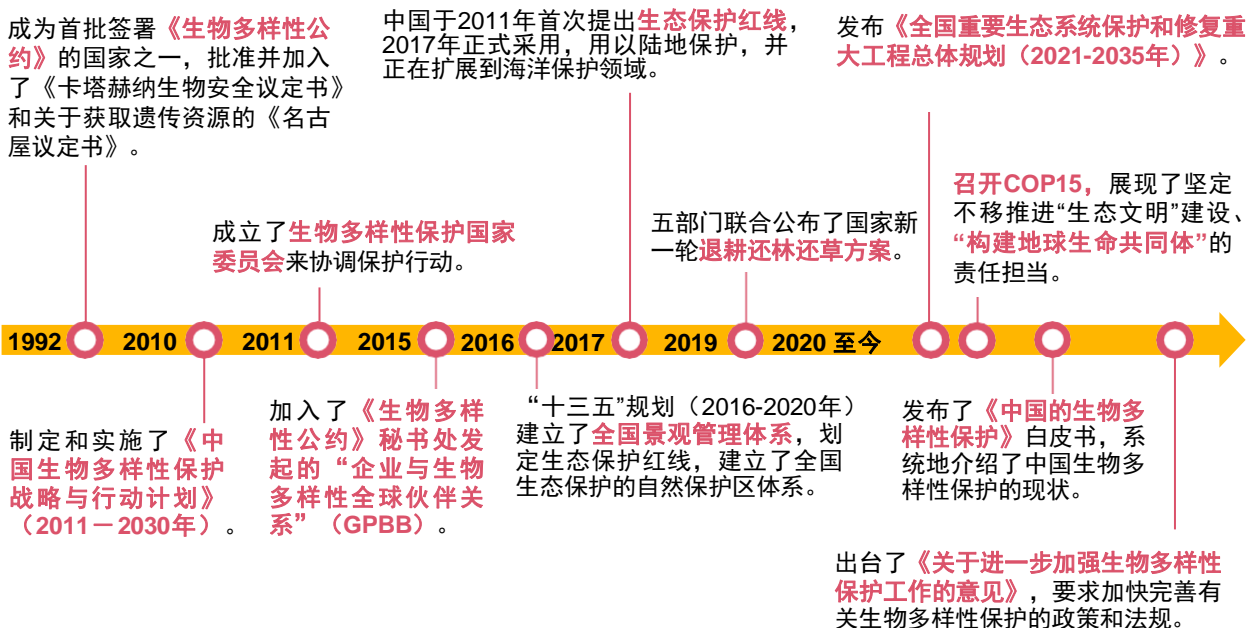 成为首批签署《生物多样性公
约》的国家之一，批准并加入
了《卡塔赫纳生物安全议定书》
和关于获取遗传资源的《名古
屋议定书》。
中国于2011年首次提出生态保护红线，
2017年正式采用，用以陆地保护，并
正在扩展到海洋保护领域。
发布《全国重要生态系统保护和修复重
大工程总体规划（2021-2035年）》。
成立了生物多样性保护国家
委员会来协调保护行动。
五部门联合公布了国家新
一轮退耕还林还草方案。
召开COP15，展现了坚定
不移推进“生态文明”建设、
“构建地球生命共同体”的
责任担当。
1992 2010 2011 2015 2016 2017 2019 2020 至今
制定和实施了《中
国生物多样性保护
战略与行动计划》
（2011－2030年）。
加入了《生物多样
性公约》秘书处发
起的“企业与生物
多样性全球伙伴关
系”（GPBB）。
“十三五”规划（2016-2020年）
建立了全国景观管理体系，划
定生态保护红线，建立了全国
生态保护的自然保护区体系。
发布了《中国的生物多
样性保护》白皮书，系
统地介绍了中国生物多
样性保护的现状。
出台了《关于进一步加强生物多样性
保护工作的意见》，要求加快完善有
关生物多样性保护的政策和法规。